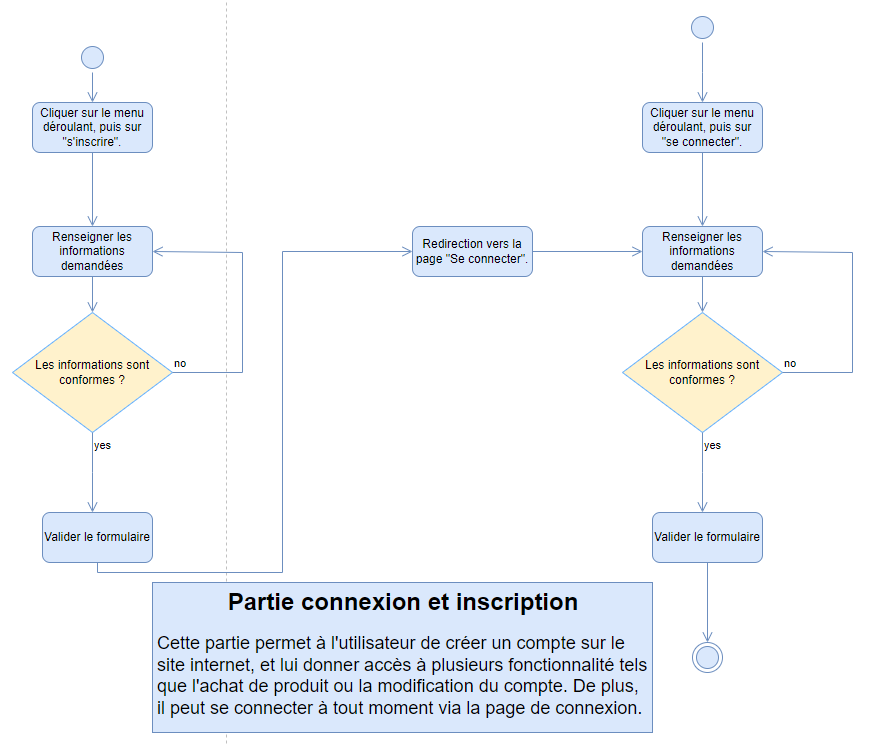 Cliquer sur le menu
déroulant, puis sur
"s'inscrire".
Renseigner les
informations
demandées
Les informations sont
conformes ?
no
yes
Valider le formulaire
Redirection vers la
page "Se connecter".
Cliquer sur le menu
déroulant, puis sur
"se connecter".
Renseigner les
informations
demandées
Les informations sont
conformes ?
no
yes
Valider le formulaire
Partie connexion et inscription
Cette partie permet à l'utilisateur de créer un compte sur le
site internet, et lui donner accès à plusieurs fonctionnalité tels
que l'achat de produit ou la modification du compte. De plus,
il peut se connecter à tout moment via la page de connexion.